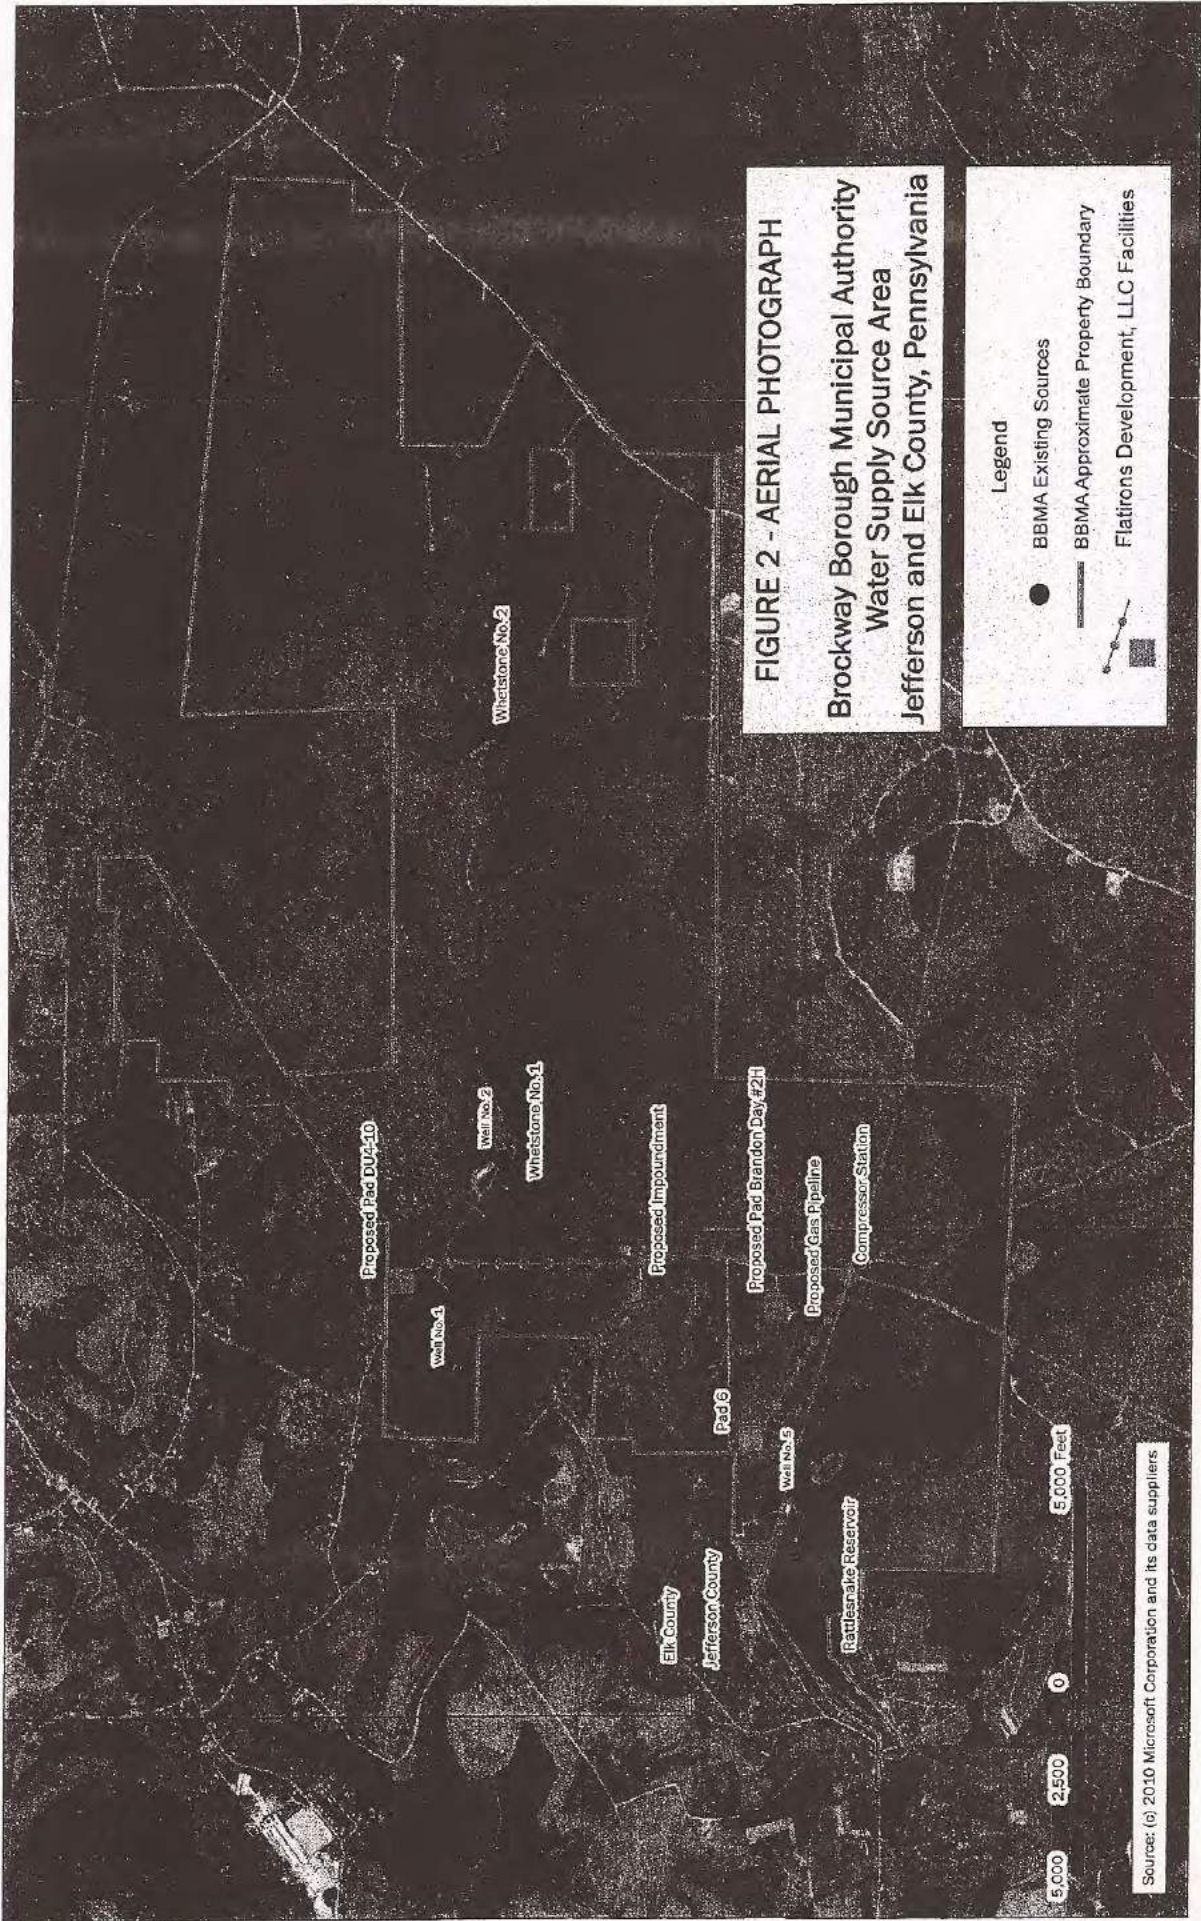 FIGURE 2 - AERIAL PHOTOGRAPH
Brockway Borough Municipal Authority
Water Supply Source Area
Jefferson and Elk County, Pennsylvania
Legend
BBMA Existing Sources
BBMA Approximate Property Boundary
Flatirons Development, LLC Facilities
Proposed Pad DU4-10
Well No. 1
Well No. 2
Whetstone No. 1
Whetstone No. 2
Proposed Impoundment
Proposed Pad Brandon Day #2H
Proposed Gas Pipeline
Compressor Station
Pad 6
Well No. 5
Elk County
Jefferson County
Rattlesnake Reservoir
5,000 2,500 0 5,000 Feet
Source: (c) 2010 Microsoft Corporation and its data suppliers